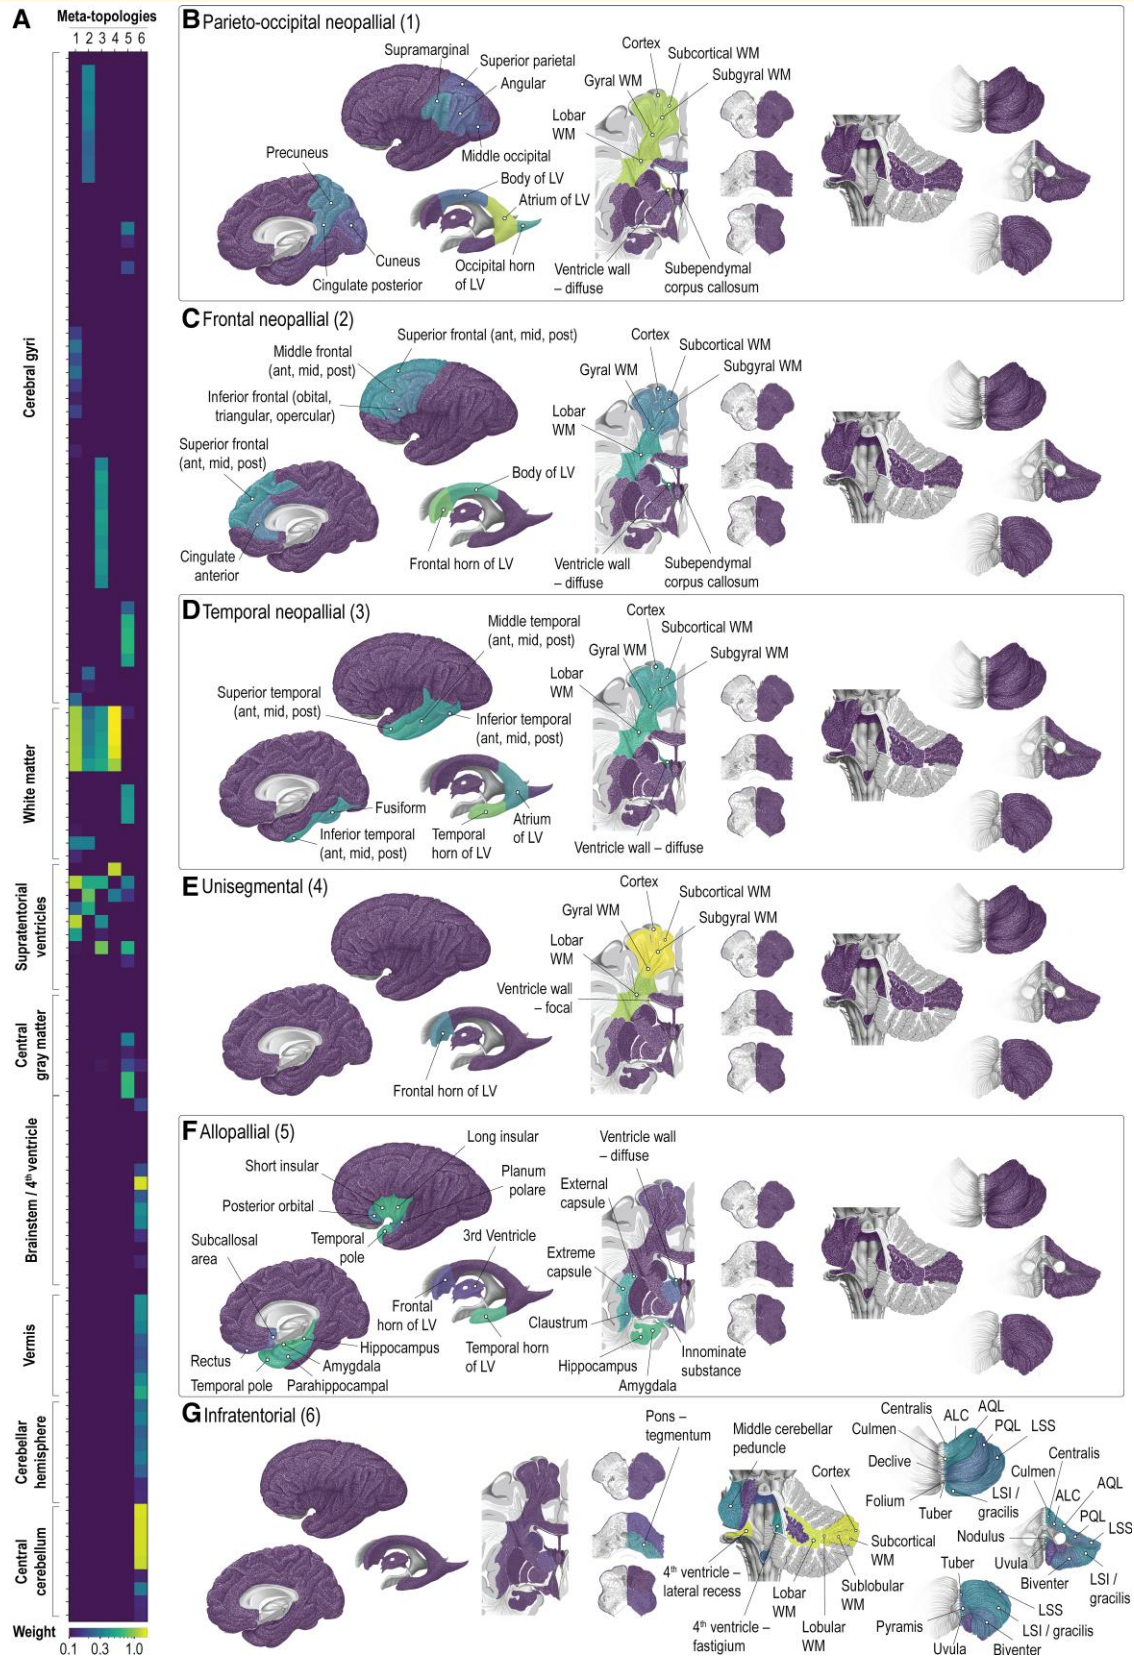 A
Meta-topologies
1 2 3 4 5 6
Cerebral gyri
White matter
Supratentorial
ventricles
Central
gray matter
Brainstem / 4th ventricle
Vermis
Cerebellar
hemisphere
Central
cerebellum
Weight
0.1 0.3 1.0
B Parieto-occipital neopallial (1)
Supramarginal
Superior parietal
Angular
Middle occipital
Precuneus
Cuneus
Cingulate posterior
Body of LV
Atrium of LV
Occipital horn
of LV
Cortex
Subcortical WM
Gyral WM
Subgyral WM
Lobar
WM
Ventricle wall
– diffuse
Subependymal
corpus callosum
C Frontal neopallial (2)
Superior frontal (ant, mid, post)
Middle frontal
(ant, mid, post)
Inferior frontal (obital,
triangular, opercular)
Superior frontal
(ant, mid, post)
Cingulate
anterior
Body of LV
Frontal horn of LV
Cortex
Subcortical WM
Gyral WM
Subgyral WM
Lobar
WM
Ventricle wall
– diffuse
Subependymal
corpus callosum
D Temporal neopallial (3)
Middle temporal
(ant, mid, post)
Superior temporal
(ant, mid, post)
Inferior temporal
(ant, mid, post)
Fusiform
Inferior temporal
(ant, mid, post)
Temporal
horn of LV
Atrium
of LV
Cortex
Subcortical WM
Gyral WM
Subgyral WM
Lobar
WM
Ventricle wall – diffuse
E Unisegmental (4)
Cortex
Subcortical WM
Gyral WM
Subgyral WM
Lobar
WM
Ventricle wall
– focal
Frontal horn of LV
F Allopallial (5)
Long insular
Short insular
Planum
polare
Posterior orbital
Temporal
pole
Subcallosal
area
3rd Ventricle
Frontal
horn of LV
Temporal horn
of LV
Hippocampus
Rectus
Amygdala
Temporal pole
Parahippocampal
Ventricle wall
– diffuse
External
capsule
Extreme
capsule
Claustrum
Hippocampus
Amygdala
Innominate
substance
G Infratentorial (6)
Pons –
tegmentum
Middle cerebellar
peduncle
Cortex
Subcortical
WM
Sublobular
WM
Lobular
WM
Lobar
WM
4th ventricle –
lateral recess
4th ventricle –
fastigium
Centralis
ALC
AQL
Culmen
PQL
LSS
Declive
Folium
Tuber
LSI /
gracilis
Centralis
Culmen
AQL
ALC
PQL
LSS
Nodulus
Uvula
Biventer
LSI /
gracilis
Tuber
LSS
Pyramis
LSI / gracilis
Uvula
Biventer